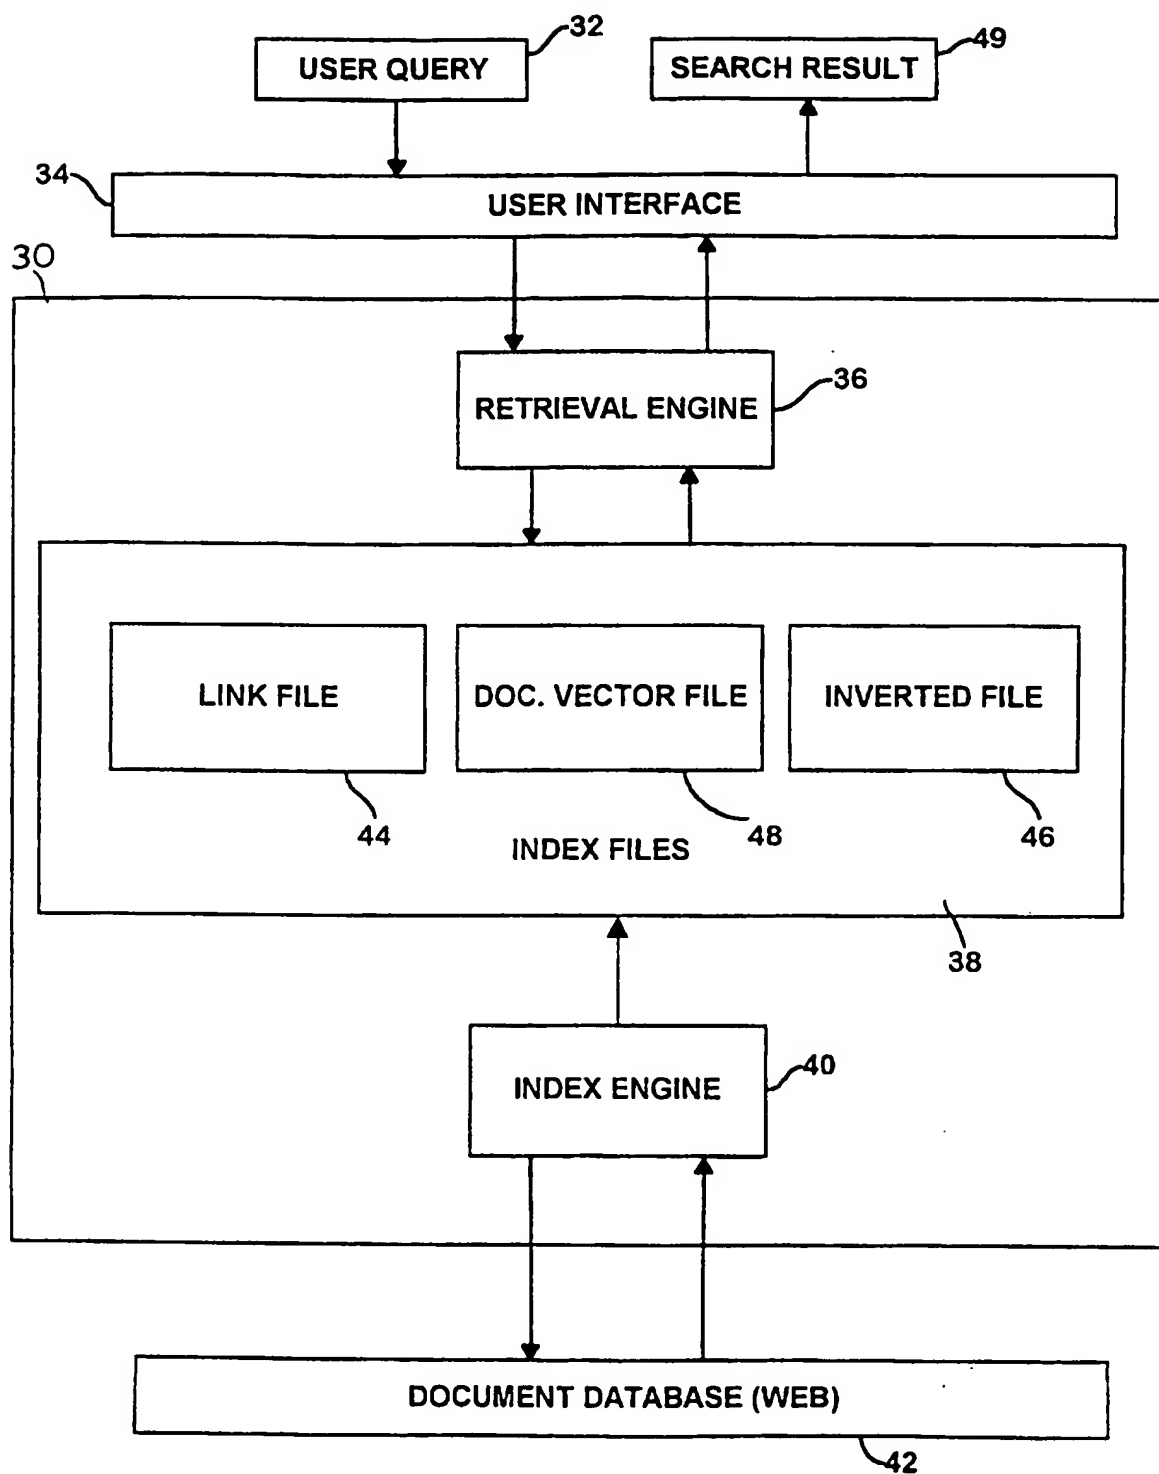 32
49
USER QUERY
SEARCH RESULT
34
USER INTERFACE
30
36
RETRIEVAL ENGINE
LINK FILE
DOC. VECTOR FILE
INVERTED FILE
44
48
46
INDEX FILES
38
40
INDEX ENGINE
DOCUMENT DATABASE (WEB)
42